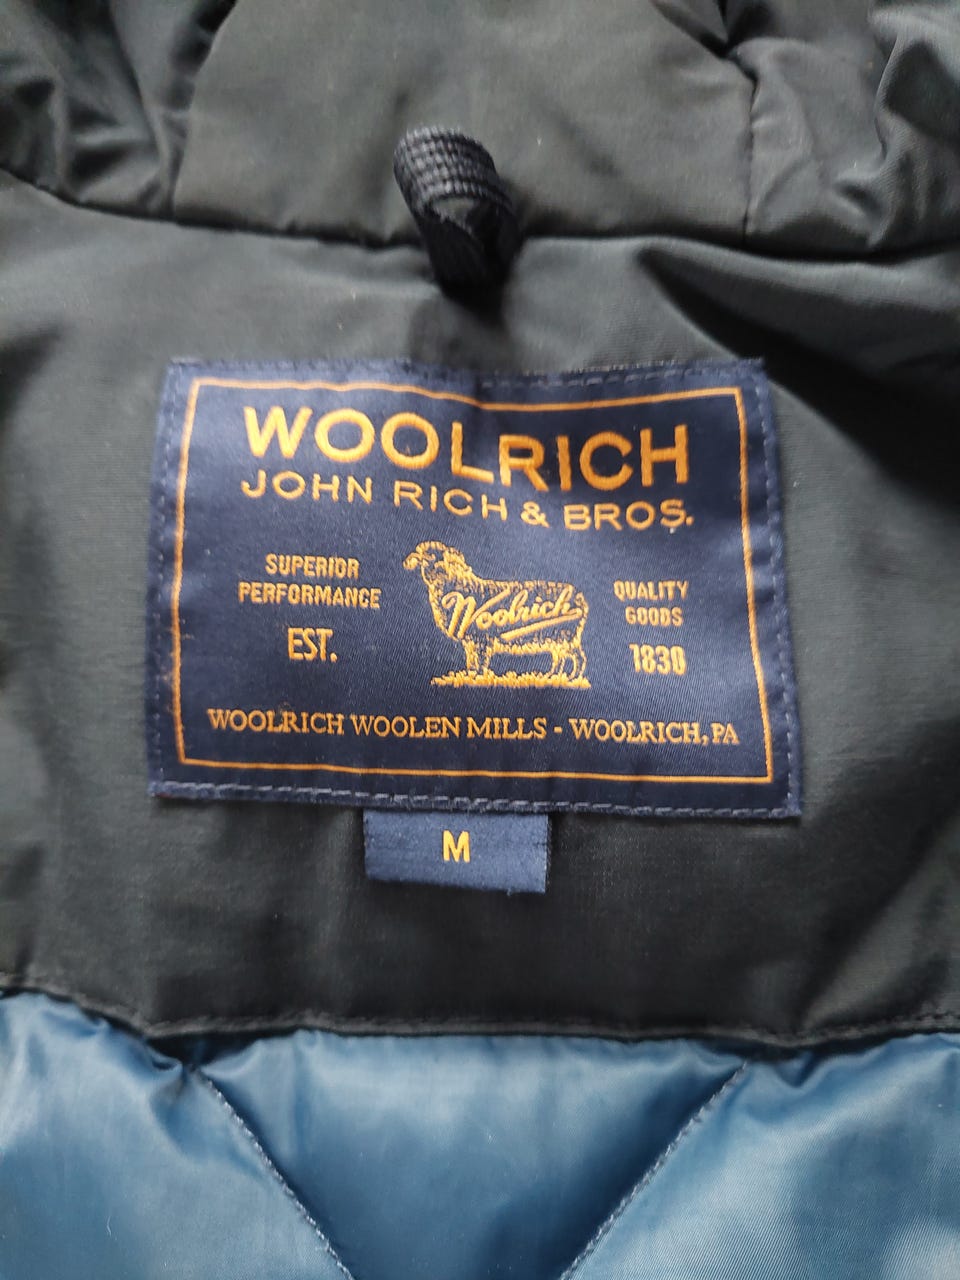 WOOLRICH
JOHN RICH & BROS.
SUPERIOR
PERFORMANCE
EST.
Woolrich
QUALITY
GOODS
1830
WOOLRICH WOOLEN MILLS - WOOLRICH, PA
M